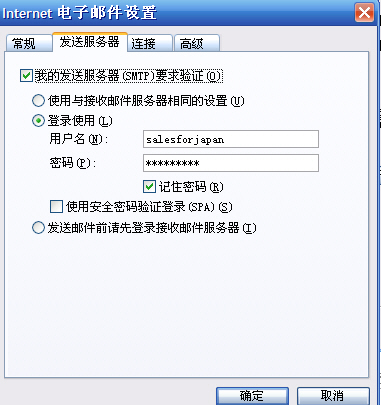 Internet 电子邮件设置
常规 发送服务器 连接 高级
我的发送服务器(SMTP)要求验证(O)
使用与接收邮件服务器相同的设置(U)
登录使用(L)
用户名(N): salesforjapan
密码(P): *********
记住密码(R)
使用安全密码验证登录(SPA)(S)
发送邮件前请先登录接收邮件服务器(I)
确定 取消